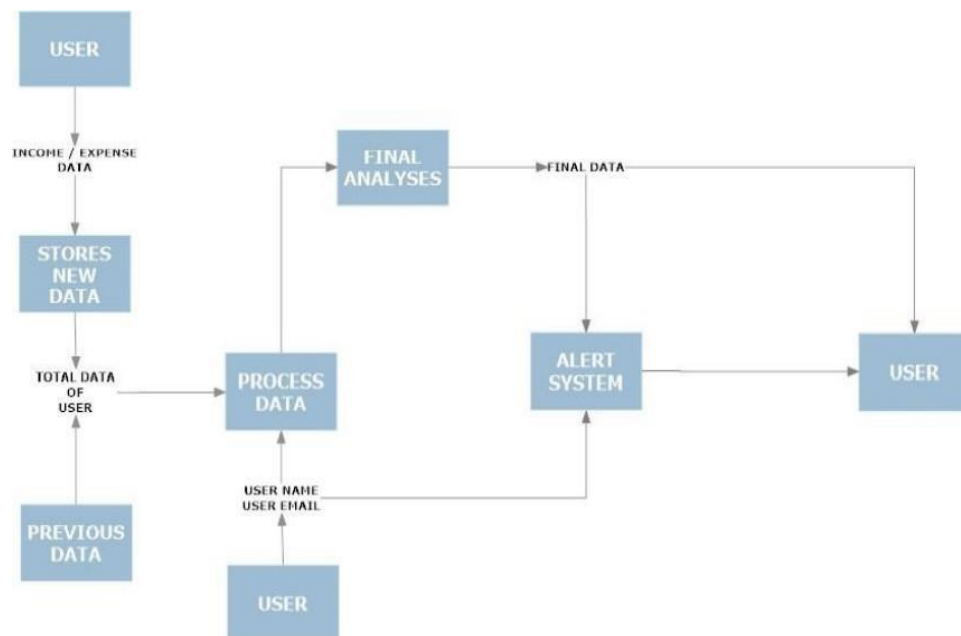 USER
INCOME / EXPENSE
DATA
STORES
NEW
DATA
TOTAL DATA
OF
USER
PREVIOUS
DATA
PROCESS
DATA
USER NAME
USER EMAIL
USER
FINAL
ANALYSES
FINAL DATA
ALERT
SYSTEM
USER